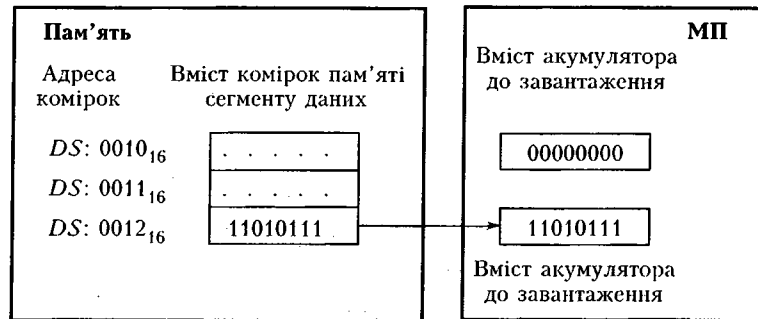 Пам’ять
Адреса комірок
Вміст комірок пам’яті сегменту даних
DS: 0010₁₆
. . . . .
DS: 0011₁₆
. . . . .
DS: 0012₁₆
11010111
МП
Вміст акумулятора
до завантаження
00000000
11010111
Вміст акумулятора
до завантаження